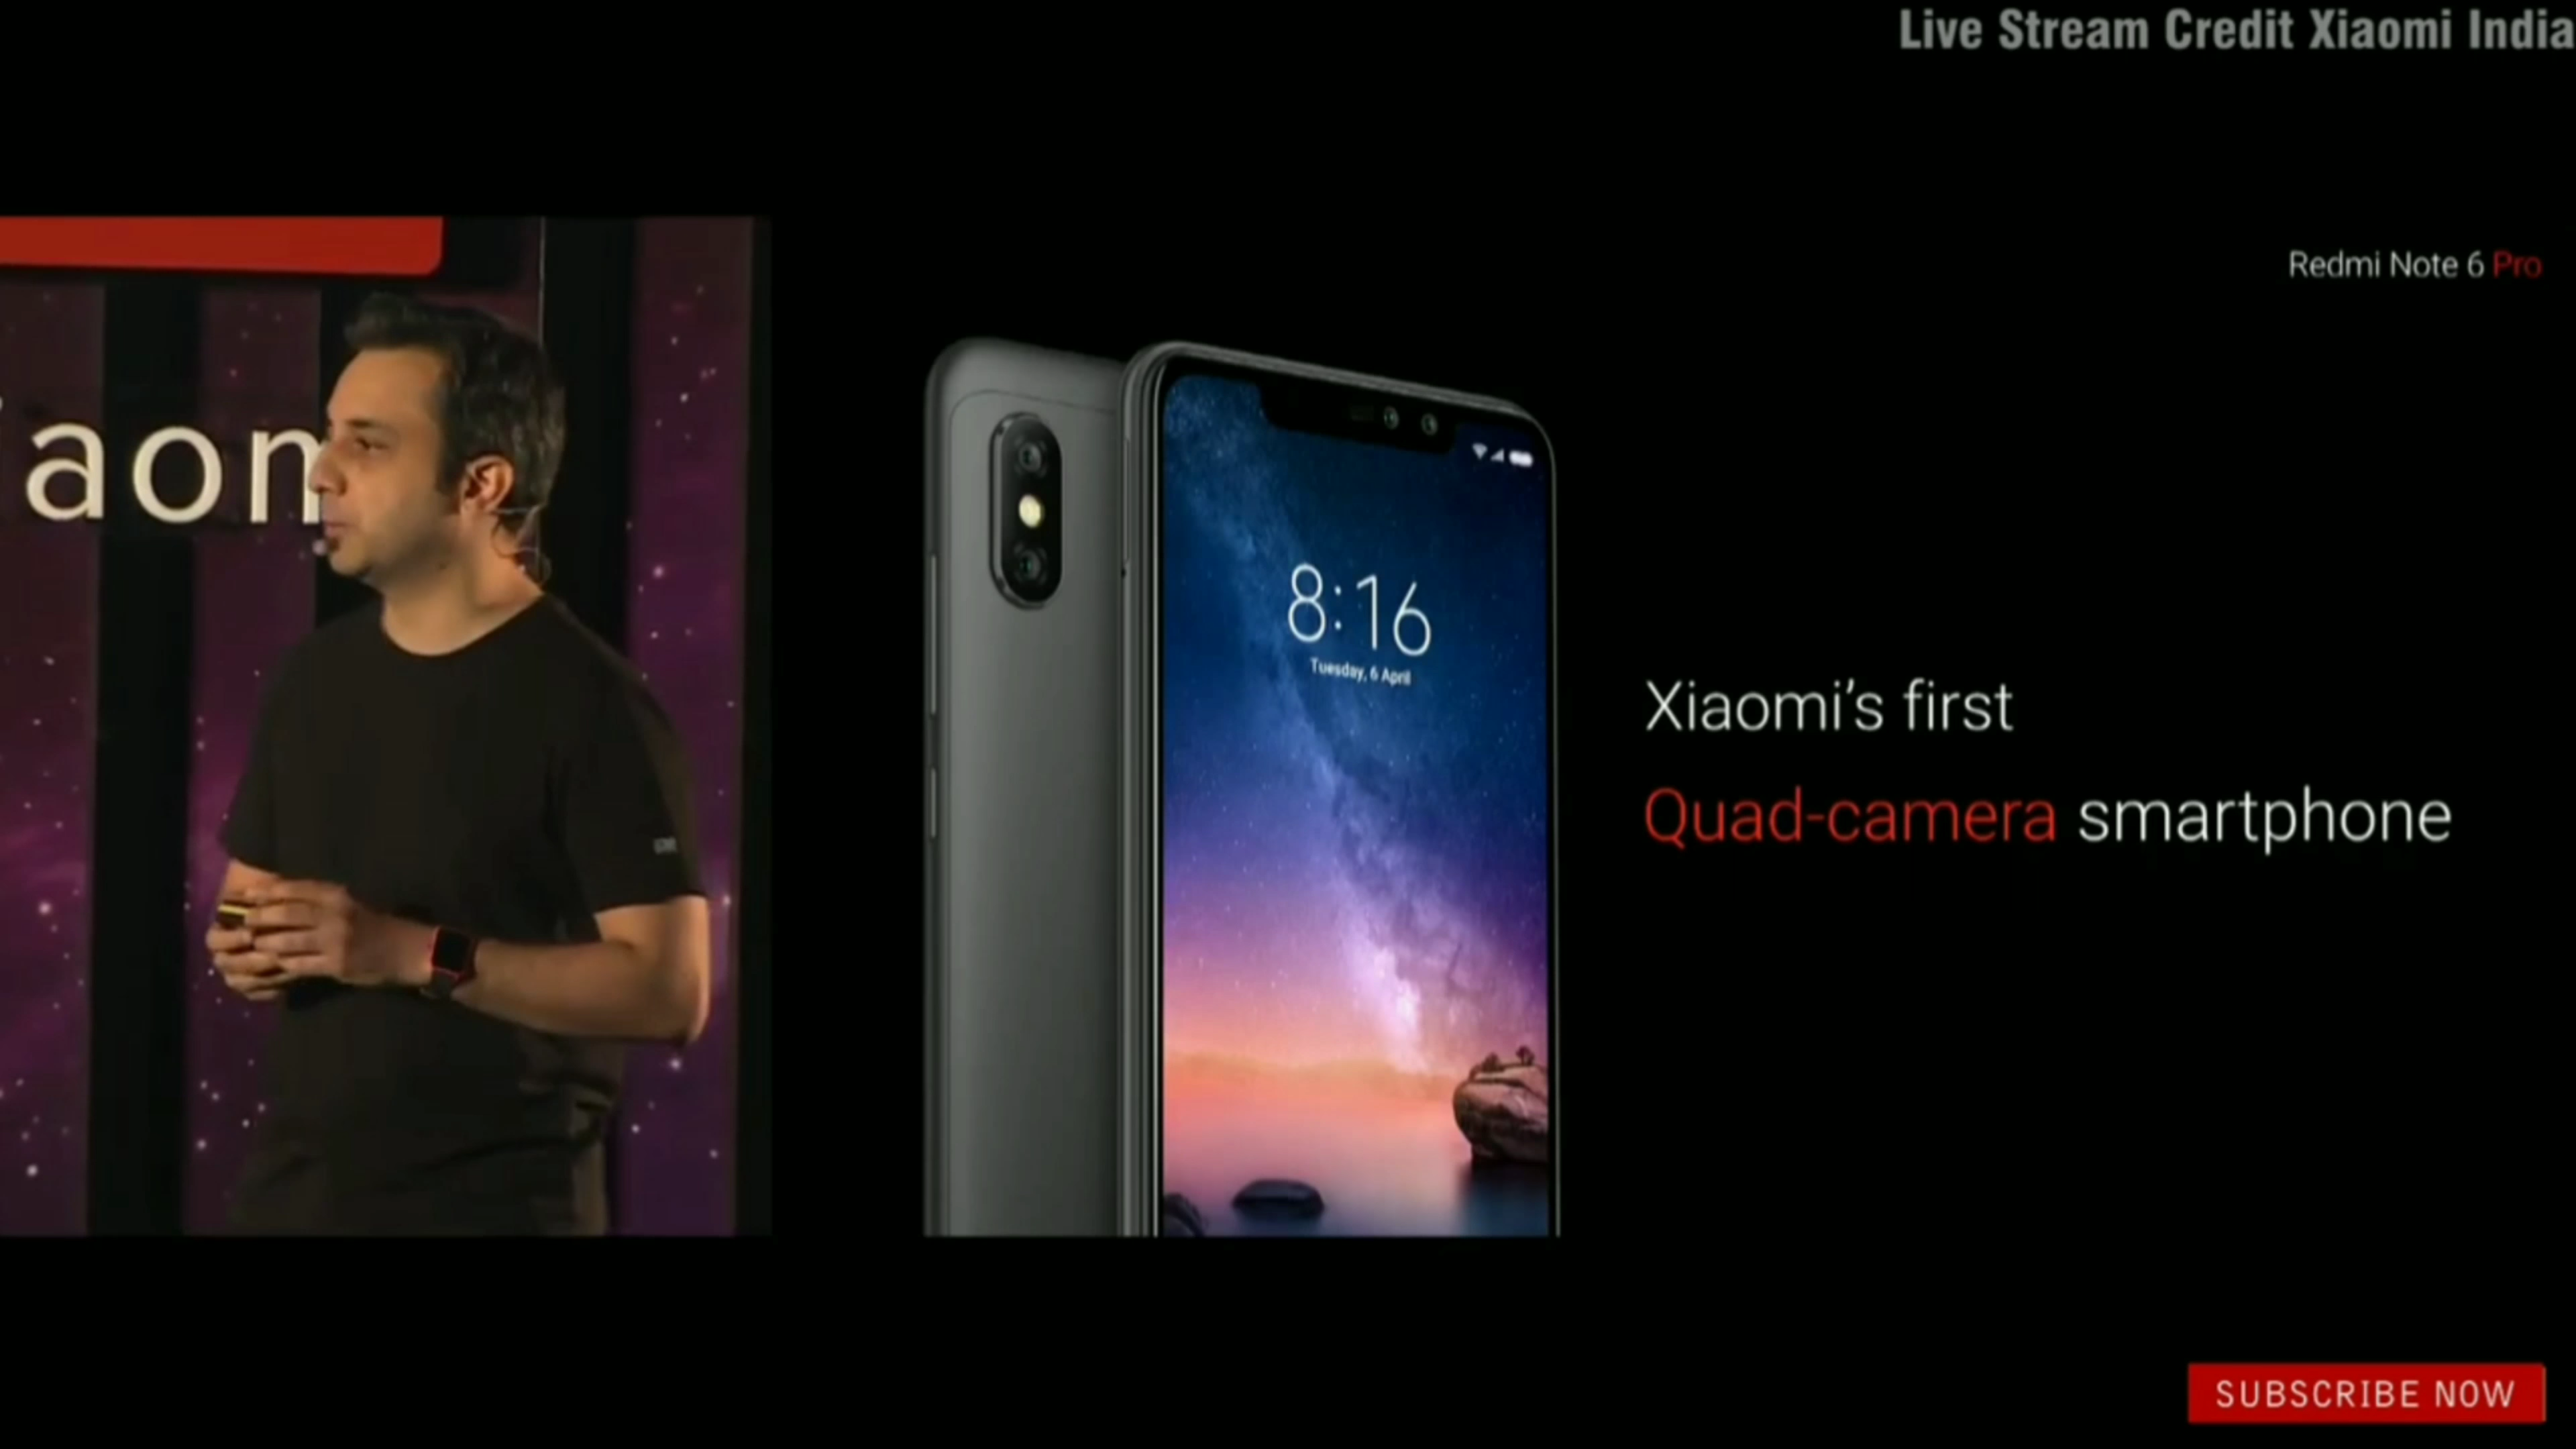 Live Stream Credit Xiaomi India
Redmi Note 6 Pro
iaom
8:16
Tuesday, 6 April
Xiaomi's first
Quad-camera smartphone
SUBSCRIBE NOW